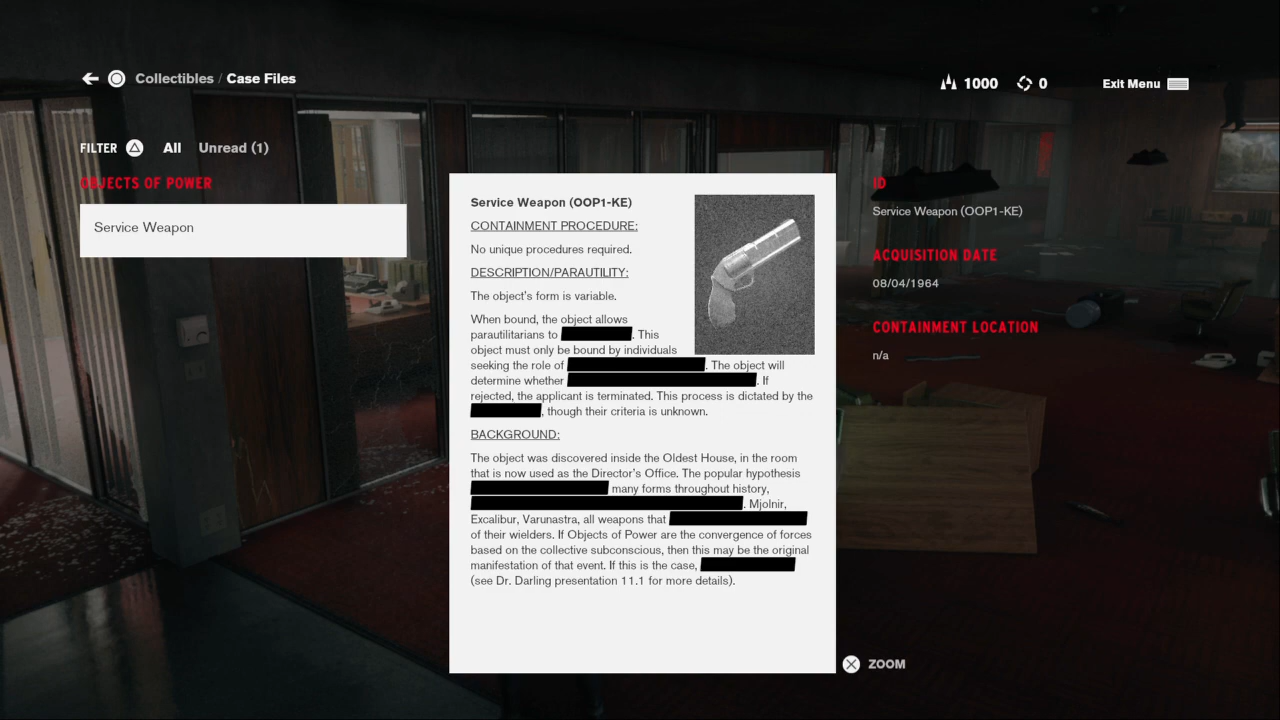 Collectibles / Case Files
1000
0
Exit Menu
FILTER All Unread (1)
OBJECTS OF POWER
Service Weapon
Service Weapon (OOP1-KE)
CONTAINMENT PROCEDURE:
No unique procedures required.
DESCRIPTION/PARAUTILITY:
The object's form is variable.
When bound, the object allows
parautilitarians to . This
object must only be bound by individuals
seeking the role of . The object will
determine whether . If
rejected, the applicant is terminated. This process is dictated by the
, though their criteria is unknown.
BACKGROUND:
The object was discovered inside the Oldest House, in the room
that is now used as the Director's Office. The popular hypothesis
many forms throughout history,
. Mjolnir,
Excalibur, Varunastra, all weapons that
of their wielders. If Objects of Power are the convergence of forces
based on the collective subconscious, then this may be the original
manifestation of that event. If this is the case,
(see Dr. Darling presentation 11.1 for more details).
ID
Service Weapon (OOP1-KE)
ACQUISITION DATE
08/04/1964
CONTAINMENT LOCATION
n/a
ZOOM